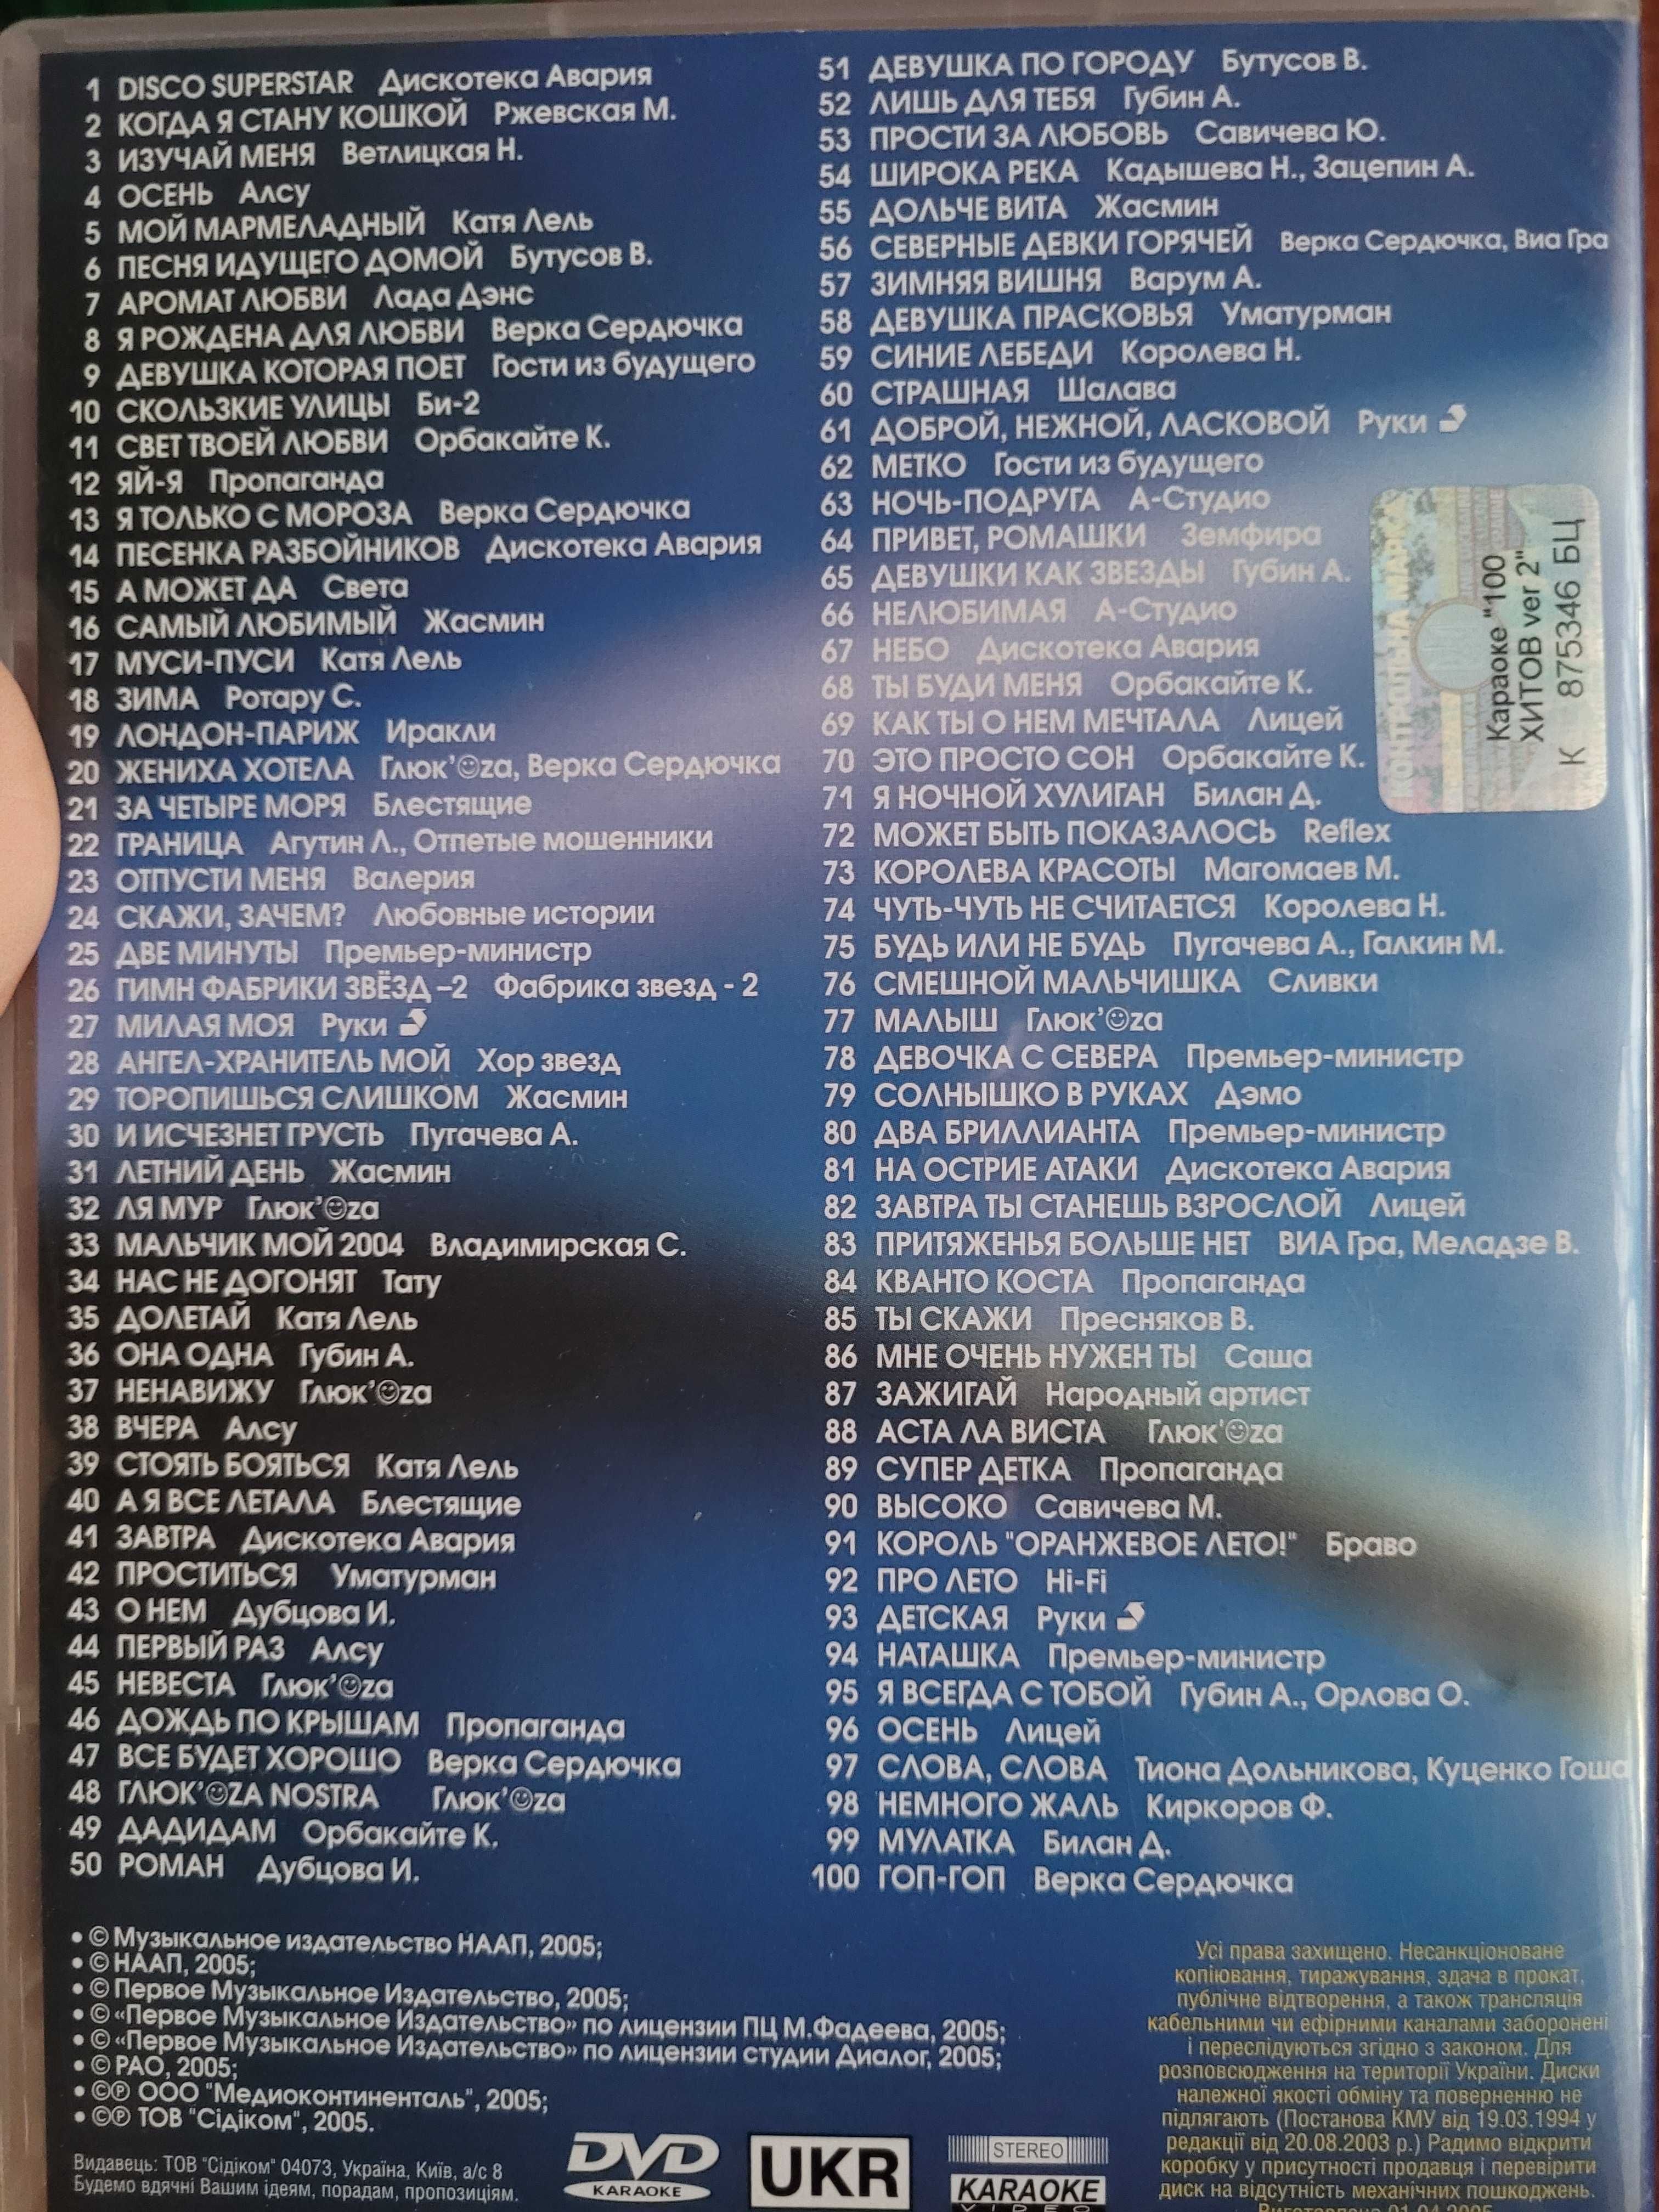 1 DISCO SUPERSTAR Дискотека Авария
2 КОГДА Я СТАНУ КОШКОЙ Ржевская М.
3 ИЗУЧАЙ МЕНЯ Ветлицкая Н.
4 ОСЕНЬ Алсу
5 МОЙ МАРМЕЛАДНЫЙ Катя Лель
6 ПЕСНЯ ИДУЩЕГО ДОМОЙ Бутусов В.
7 АРОМАТ ЛЮБВИ Лада Дэнс
8 Я РОЖДЕНА ДЛЯ ЛЮБВИ Верка Сердючка
9 ДЕВУШКА КОТОРАЯ ПОЕТ Гости из будущего
10 СКОЛЬЗКИЕ УЛИЦЫ Би-2
11 СВЕТ ТВОЕЙ ЛЮБВИ Орбакайте К.
12 ЯЙ-Я Пропаганда
13 Я ТОЛЬКО С МОРОЗА Верка Сердючка
14 ПЕСЕНКА РАЗБОЙНИКОВ Дискотека Авария
15 А МОЖЕТ ДА Света
16 САМЫЙ ЛЮБИМЫЙ Жасмин
17 МУСИ-ПУСИ Катя Лель
18 ЗИМА Ротару С.
19 ЛОНДОН-ПАРИЖ Иракли
20 ЖЕНИХА ХОТЕЛА Глюк'☺za, Верка Сердючка
21 ЗА ЧЕТЫРЕ МОРЯ Блестящие
22 ГРАНИЦА Агутин Л., Отпетые мошенники
23 ОТПУСТИ МЕНЯ Валерия
24 СКАЖИ, ЗАЧЕМ? Любовные истории
25 ДВЕ МИНУТЫ Премьер-министр
26 ГИМН ФАБРИКИ ЗВЁЗД –2 Фабрика звезд - 2
27 МИЛАЯ МОЯ Руки
28 АНГЕЛ-ХРАНИТЕЛЬ МОЙ Хор звезд
29 ТОРОПИШЬСЯ СЛИШКОМ Жасмин
30 И ИСЧЕЗНЕТ ГРУСТЬ Пугачева А.
31 ЛЕТНИЙ ДЕНЬ Жасмин
32 ЛЯ МУР Глюк'☺za
33 МАЛЬЧИК МОЙ 2004 Владимирская С.
34 НАС НЕ ДОГОНЯТ Тату
35 ДОЛЕТАЙ Катя Лель
36 ОНА ОДНА Губин А.
37 НЕНАВИЖУ Глюк'☺za
38 ВЧЕРА Алсу
39 СТОЯТЬ БОЯТЬСЯ Катя Лель
40 А Я ВСЕ ЛЕТАЛА Блестящие
41 ЗАВТРА Дискотека Авария
42 ПРОСТИТЬСЯ Уматурман
43 О НЕМ Дубцова И.
44 ПЕРВЫЙ РАЗ Алсу
45 НЕВЕСТА Глюк'☺za
46 ДОЖДЬ ПО КРЫШАМ Пропаганда
47 ВСЕ БУДЕТ ХОРОШО Верка Сердючка
48 ГЛЮК'☺ZA NOSTRA Глюк'☺za
49 ДАДИДАМ Орбакайте К.
50 РОМАН Дубцова И.
51 ДЕВУШКА ПО ГОРОДУ Бутусов В.
52 ЛИШЬ ДЛЯ ТЕБЯ Губин А.
53 ПРОСТИ ЗА ЛЮБОВЬ Савичева Ю.
54 ШИРОКА РЕКА Кадышева Н., Зацепин А.
55 ДОЛЬЧЕ ВИТА Жасмин
56 СЕВЕРНЫЕ ДЕВКИ ГОРЯЧЕЙ Верка Сердючка, Виа Гра
57 ЗИМНЯЯ ВИШНЯ Варум А.
58 ДЕВУШКА ПРАСКОВЬЯ Уматурман
59 СИНИЕ ЛЕБЕДИ Королева Н.
60 СТРАШНАЯ Шалава
61 ДОБРОЙ, НЕЖНОЙ, ЛАСКОВОЙ Руки
62 МЕТКО Гости из будущего
63 НОЧЬ-ПОДРУГА А-Студио
64 ПРИВЕТ, РОМАШКИ Земфира
65 ДЕВУШКИ КАК ЗВЕЗДЫ Губин А.
66 НЕЛЮБИМАЯ А-Студио
67 НЕБО Дискотека Авария
68 ТЫ БУДИ МЕНЯ Орбакайте К.
69 КАК ТЫ О НЕМ МЕЧТАЛА Лицей
70 ЭТО ПРОСТО СОН Орбакайте К.
71 Я НОЧНОЙ ХУЛИГАН Билан Д.
72 МОЖЕТ БЫТЬ ПОКАЗАЛОСЬ Reflex
73 КОРОЛЕВА КРАСОТЫ Магомаев М.
74 ЧУТЬ-ЧУТЬ НЕ СЧИТАЕТСЯ Королева Н.
75 БУДЬ ИЛИ НЕ БУДЬ Пугачева А., Галкин М.
76 СМЕШНОЙ МАЛЬЧИШКА Сливки
77 МАЛЫШ Глюк'☺za
78 ДЕВОЧКА С СЕВЕРА Премьер-министр
79 СОЛНЫШКО В РУКАХ Дэмо
80 ДВА БРИЛЛИАНТА Премьер-министр
81 НА ОСТРИЕ АТАКИ Дискотека Авария
82 ЗАВТРА ТЫ СТАНЕШЬ ВЗРОСЛОЙ Лицей
83 ПРИТЯЖЕНЬЯ БОЛЬШЕ НЕТ ВИА Гра, Меладзе В.
84 КВАНТО КОСТА Пропаганда
85 ТЫ СКАЖИ Пресняков В.
86 МНЕ ОЧЕНЬ НУЖЕН ТЫ Саша
87 ЗАЖИГАЙ Народный артист
88 АСТА ЛА ВИСТА Глюк'☺za
89 СУПЕР ДЕТКА Пропаганда
90 ВЫСОКО Савичева М.
91 КОРОЛЬ "ОРАНЖЕВОЕ ЛЕТО!" Браво
92 ПРО ЛЕТО Hi-Fi
93 ДЕТСКАЯ Руки
94 НАТАШКА Премьер-министр
95 Я ВСЕГДА С ТОБОЙ Губин А., Орлова О.
96 ОСЕНЬ Лицей
97 СЛОВА, СЛОВА Тиона Дольникова, Куценко Гоша
98 НЕМНОГО ЖАЛЬ Киркоров Ф.
99 МУЛАТКА Билан Д.
100 ГОП-ГОП Верка Сердючка
КОНТРОЛЬНА МАРКА
Караоке "100
ХИТОВ ver 2"
К 875346 БЦ
• © Музыкальное издательство НААП, 2005;
• © НААП, 2005;
• © Первое Музыкальное Издательство, 2005;
• © «Первое Музыкальное Издательство» по лицензии ПЦ М.Фадеева, 2005;
• © «Первое Музыкальное Издательство» по лицензии студии Диалог, 2005;
• © РАО, 2005;
• ©℗ ООО "Медиоконтиненталь", 2005;
• ©℗ ТОВ "Сідіком", 2005.
Видавець: ТОВ "Сідіком" 04073, Україна, Київ, а/с 8
Будемо вдячні Вашим ідеям, порадам, пропозиціям.
DVD
KARAOKE
UKR
STEREO
KARAOKE
VIDEO
Усі права захищено. Несанкціоноване
копіювання, тиражування, здача в прокат,
публічне відтворення, а також трансляція
кабельними чи ефірними каналами заборонені
і переслідуються згідно з законом. Для
розповсюдження на території України. Диски
належної якості обміну та поверненню не
підлягають (Постанова КМУ від 19.03.1994 у
редакції від 20.08.2003 р.) Радимо відкрити
коробку у присутності продавця і перевірити
диск на відсутність механічних пошкоджень.
Виготовлено 01.04.2005